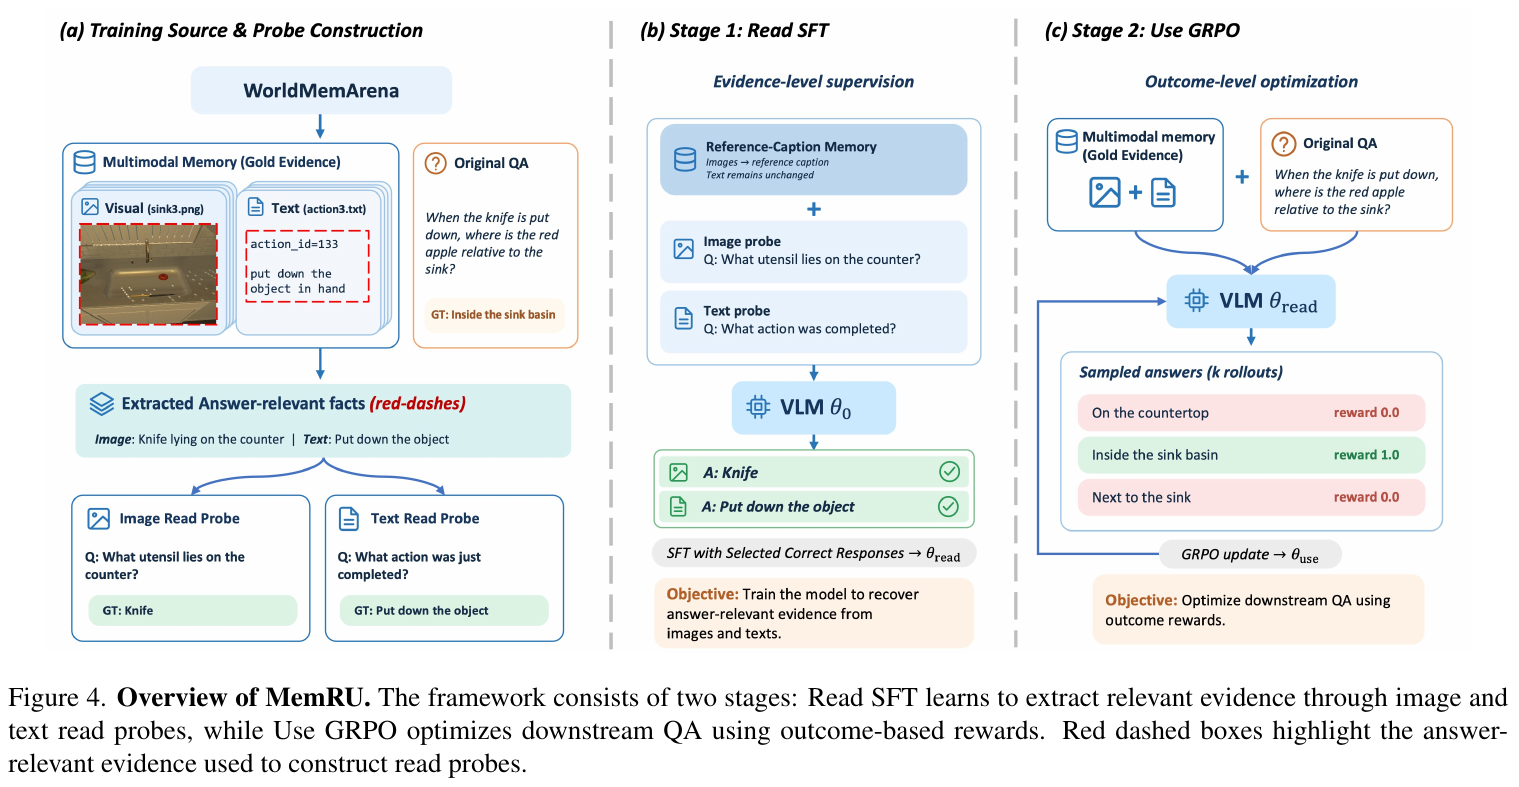 (a) Training Source & Probe Construction
WorldMemArena
Multimodal Memory (Gold Evidence)
Visual (sink3.png)
Text (action3.txt)
action_id=133
put down the
object in hand
Original QA
When the knife is put
down, where is the red
apple relative to the
sink?
GT: Inside the sink basin
Extracted Answer-relevant facts (red-dashes)
Image: Knife lying on the counter | Text: Put down the object
Image Read Probe
Q: What utensil lies on the
counter?
GT: Knife
Text Read Probe
Q: What action was just
completed?
GT: Put down the object
(b) Stage 1: Read SFT
Evidence-level supervision
Reference-Caption Memory
Images → reference caption
Text remains unchanged
+
Image probe
Q: What utensil lies on the counter?
Text probe
Q: What action was completed?
VLM θ0
A: Knife
A: Put down the object
SFT with Selected Correct Responses → θread
Objective: Train the model to recover
answer-relevant evidence from
images and texts.
(c) Stage 2: Use GRPO
Outcome-level optimization
Multimodal memory
(Gold Evidence)
+
+
Original QA
When the knife is put down,
where is the red apple
relative to the sink?
VLM θread
Sampled answers (k rollouts)
On the countertop reward 0.0
Inside the sink basin reward 1.0
Next to the sink reward 0.0
GRPO update → θuse
Objective: Optimize downstream QA using
outcome rewards.
Figure 4. Overview of MemRU. The framework consists of two stages: Read SFT learns to extract relevant evidence through image and
text read probes, while Use GRPO optimizes downstream QA using outcome-based rewards. Red dashed boxes highlight the answer-
relevant evidence used to construct read probes.